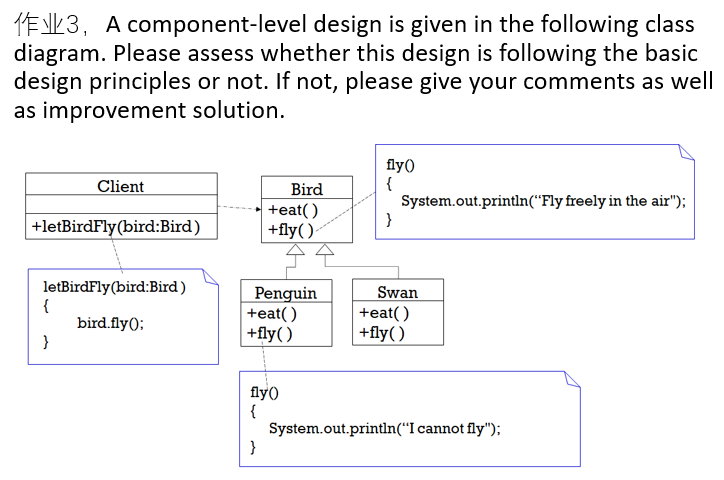 作业3，A component-level design is given in the following class
diagram. Please assess whether this design is following the basic
design principles or not. If not, please give your comments as well
as improvement solution.
Client
+letBirdFly(bird:Bird)
Bird
+eat( )
+fly( )
fly()
{
System.out.println(“Fly freely in the air");
}
letBirdFly(bird:Bird )
{
bird.fly();
}
Penguin
+eat( )
+fly( )
Swan
+eat( )
+fly( )
fly()
{
System.out.println(“I cannot fly");
}